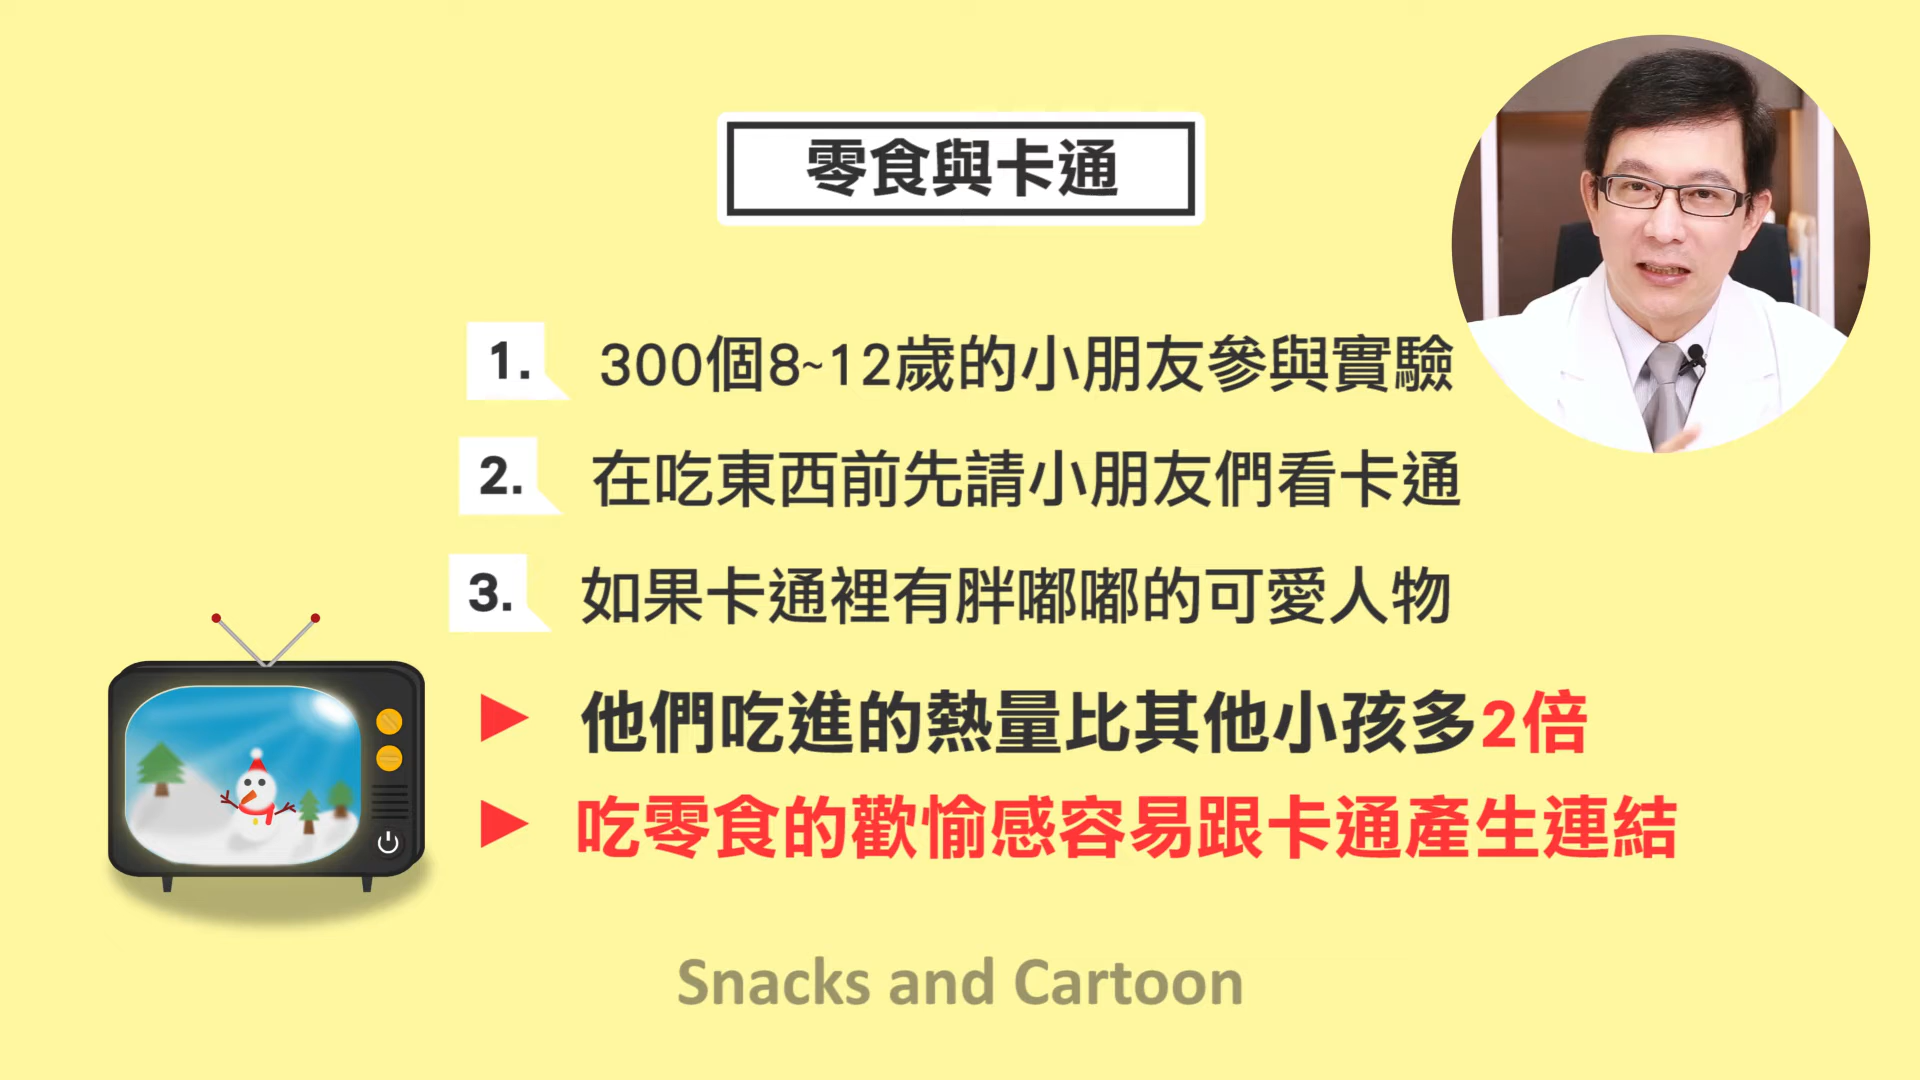 零食與卡通
1. 300個8~12歲的小朋友參與實驗
2. 在吃東西前先請小朋友們看卡通
3. 如果卡通裡有胖嘟嘟的可愛人物
他們吃進的熱量比其他小孩多2倍
吃零食的歡愉感容易跟卡通產生連結
Snacks and Cartoon